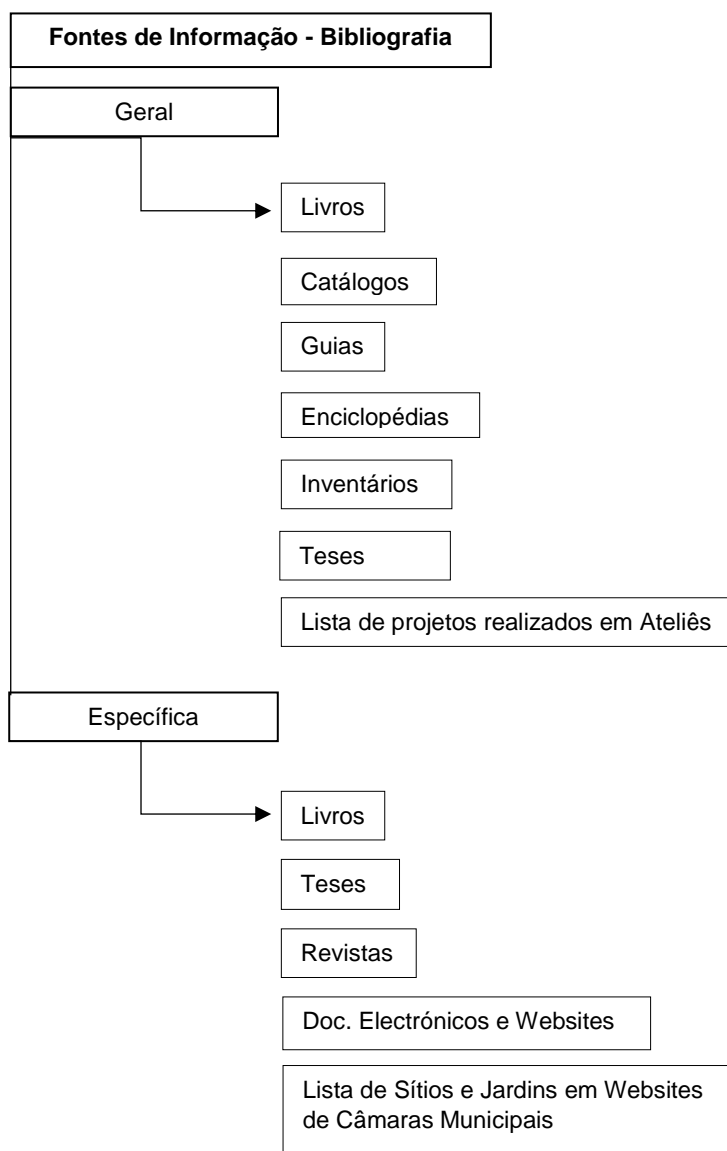 Fontes de Informação - Bibliografia
Geral
Livros
Catálogos
Guias
Enciclopédias
Inventários
Teses
Lista de projetos realizados em Ateliês
Específica
Livros
Teses
Revistas
Doc. Electrónicos e Websites
Lista de Sítios e Jardins em Websites
de Câmaras Municipais